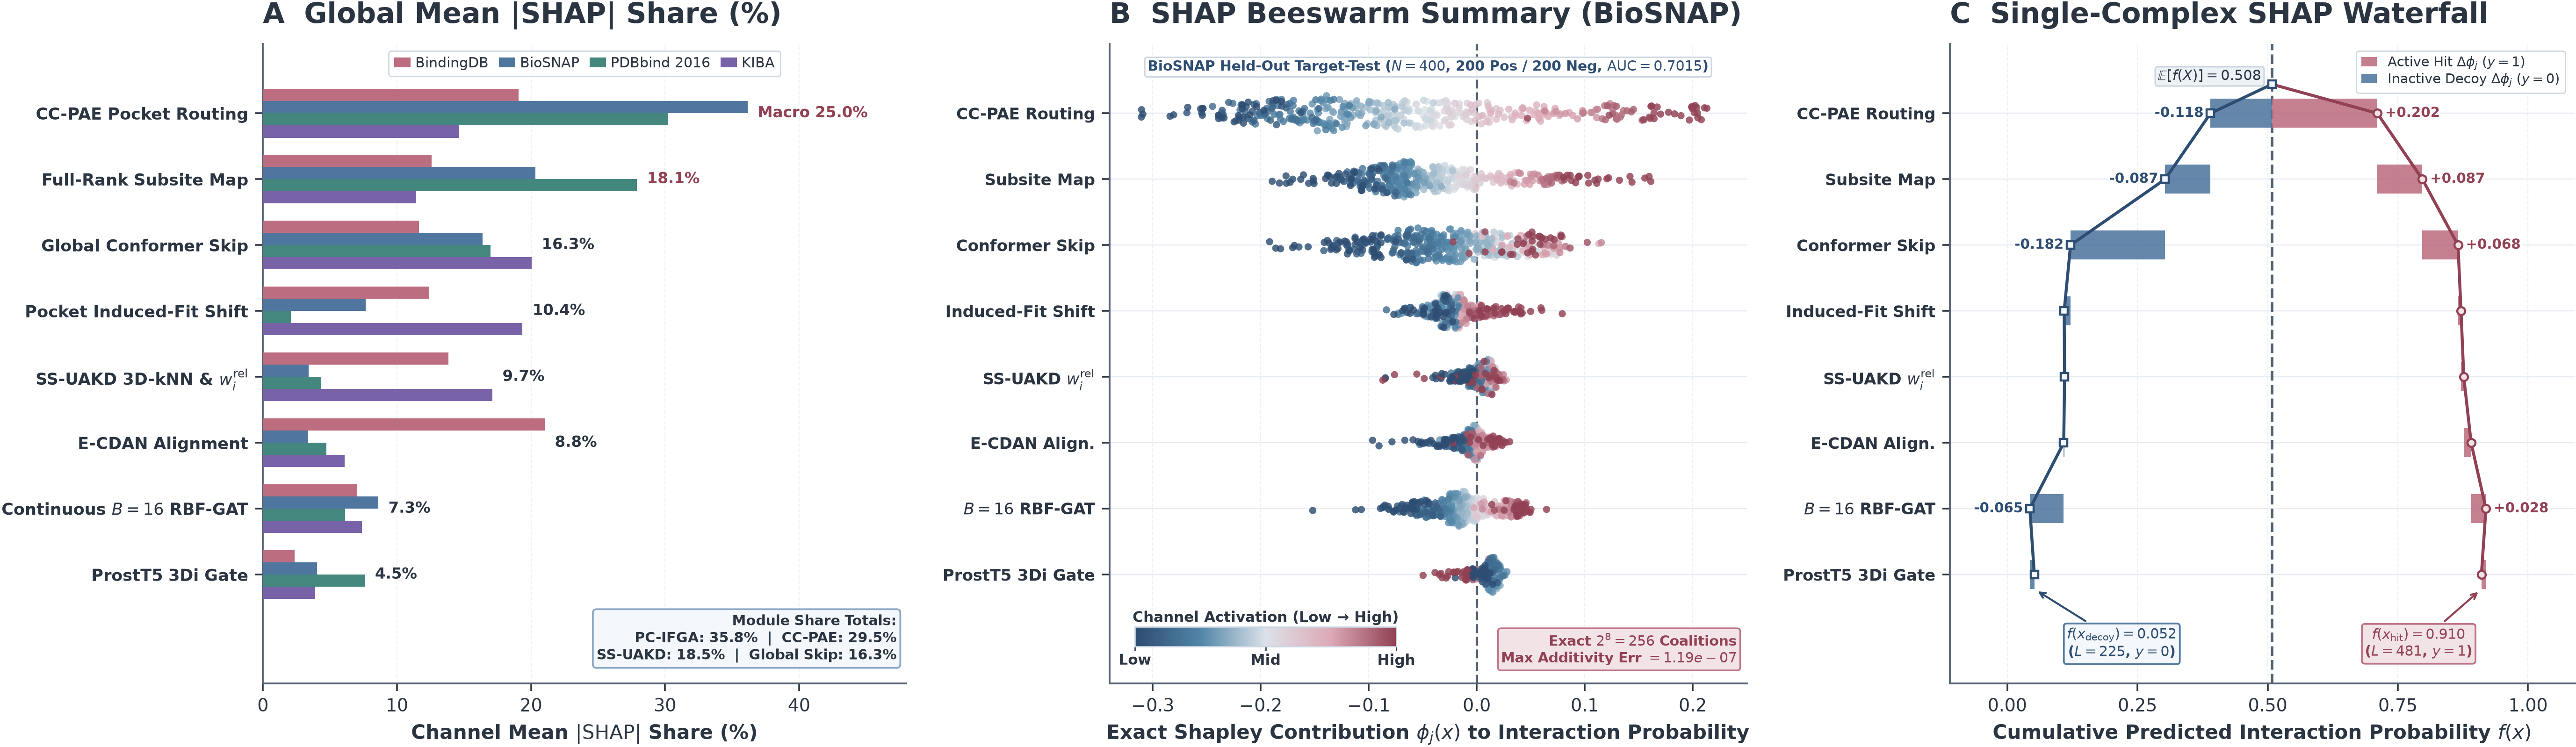 A Global Mean |SHAP| Share (%)
BindingDB BioSNAP PDBbind 2016 KIBA
CC-PAE Pocket Routing
Macro 25.0%
Full-Rank Subsite Map
18.1%
Global Conformer Skip
16.3%
Pocket Induced-Fit Shift
10.4%
SS-UAKD 3D-kNN & w_i^rel
9.7%
E-CDAN Alignment
8.8%
Continuous B = 16 RBF-GAT
7.3%
ProstT5 3Di Gate
4.5%
Module Share Totals:
PC-IFGA: 35.8% | CC-PAE: 29.5%
SS-UAKD: 18.5% | Global Skip: 16.3%
0 10 20 30 40
Channel Mean |SHAP| Share (%)
B SHAP Beeswarm Summary (BioSNAP)
BioSNAP Held-Out Target-Test (N = 400, 200 Pos / 200 Neg, AUC = 0.7015)
CC-PAE Routing
Subsite Map
Conformer Skip
Induced-Fit Shift
SS-UAKD w_i^rel
E-CDAN Align.
B = 16 RBF-GAT
ProstT5 3Di Gate
Channel Activation (Low → High)
Low Mid High
Exact 2^8 = 256 Coalitions
Max Additivity Err = 1.19e − 07
−0.3 −0.2 −0.1 0.0 0.1 0.2
Exact Shapley Contribution ϕ_j(x) to Interaction Probability
C Single-Complex SHAP Waterfall
Active Hit Δϕ_j (y = 1)
Inactive Decoy Δϕ_j (y = 0)
𝔼[f(X)] = 0.508
CC-PAE Routing
-0.118 +0.202
Subsite Map
-0.087 +0.087
Conformer Skip
-0.182 +0.068
Induced-Fit Shift
SS-UAKD w_i^rel
E-CDAN Align.
B = 16 RBF-GAT
-0.065 +0.028
ProstT5 3Di Gate
f(x_decoy) = 0.052
(L = 225, y = 0)
f(x_hit) = 0.910
(L = 481, y = 1)
0.00 0.25 0.50 0.75 1.00
Cumulative Predicted Interaction Probability f(x)